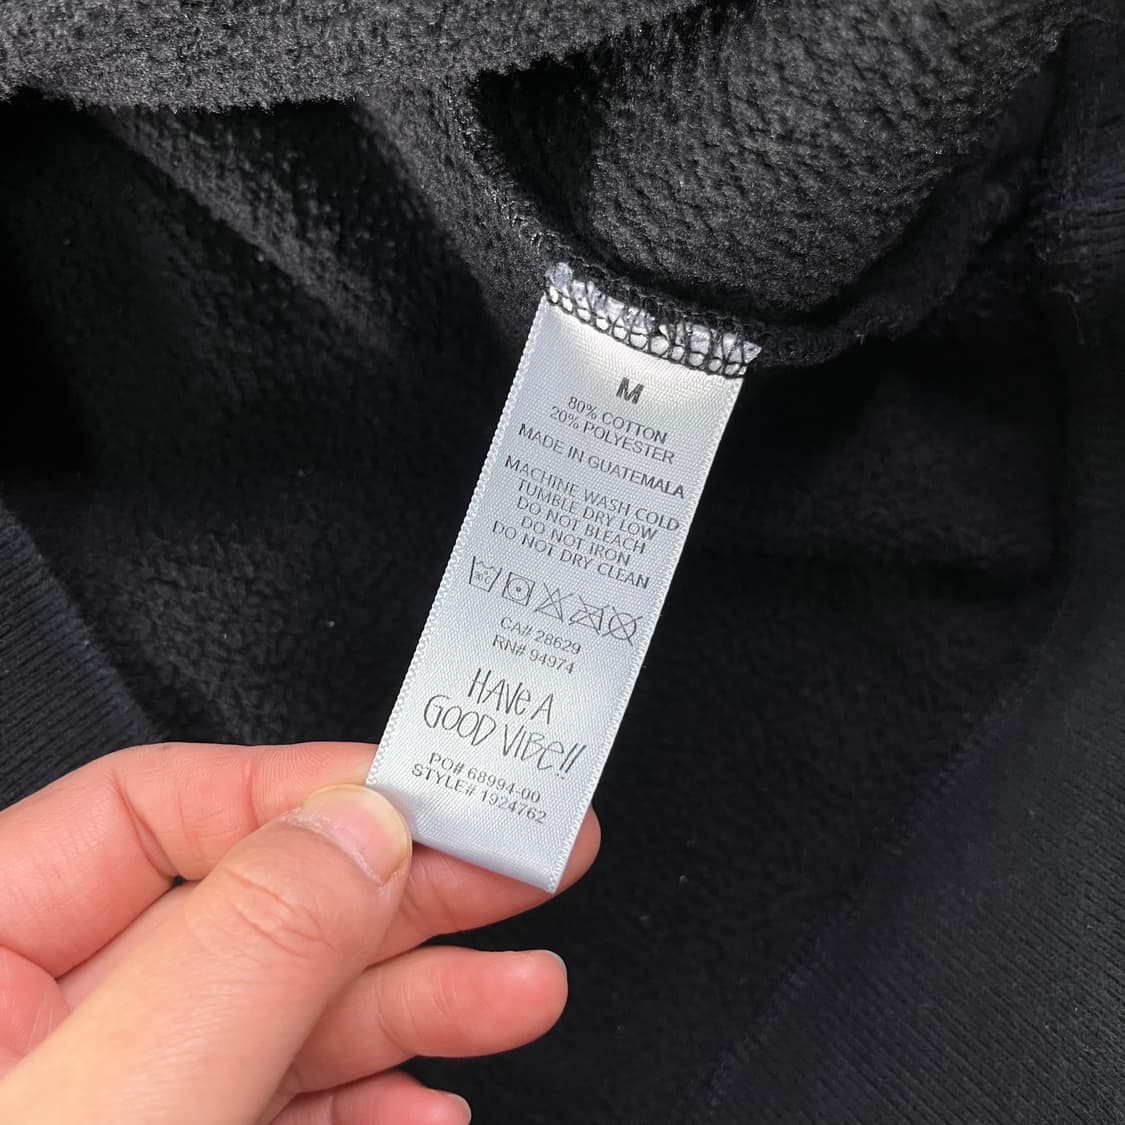 M
80% COTTON
20% POLYESTER
MADE IN GUATEMALA
MACHINE WASH COLD
TUMBLE DRY LOW
DO NOT BLEACH
DO NOT IRON
DO NOT DRY CLEAN
30°C
CA# 28629
RN# 94974
HAVE A
GOOD VIBE!!
PO# 68994-00
STYLE# 1924762